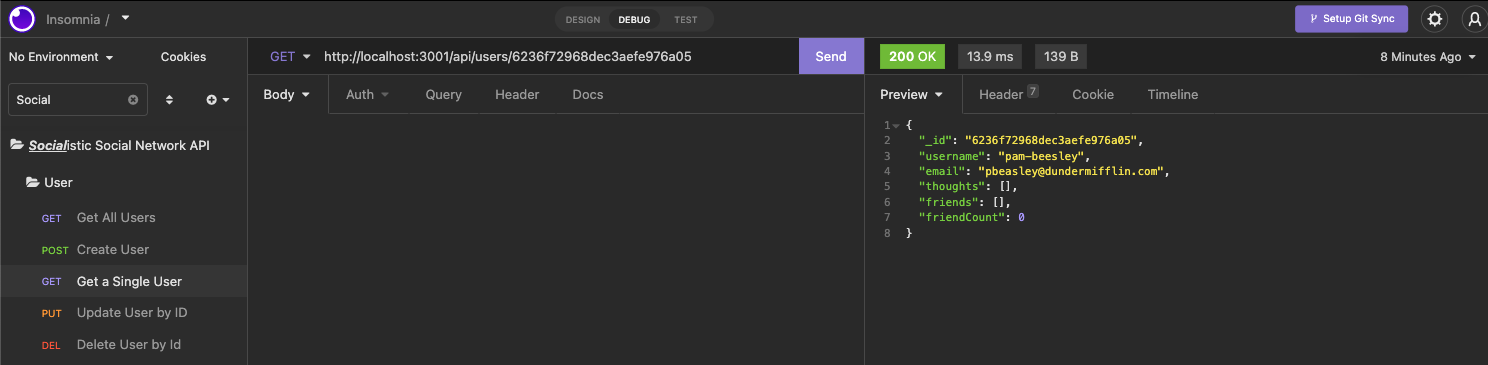 Insomnia /
DESIGN DEBUG TEST
Setup Git Sync
No Environment Cookies
GET http://localhost:3001/api/users/6236f72968dec3aefe976a05 Send
200 OK 13.9 ms 139 B 8 Minutes Ago
Social
Body Auth Query Header Docs
Preview Header 7 Cookie Timeline
Socialistic Social Network API
User
GET Get All Users
POST Create User
GET Get a Single User
PUT Update User by ID
DEL Delete User by Id
1 {
2 "_id": "6236f72968dec3aefe976a05",
3 "username": "pam-beesley",
4 "email": "pbeasley@dundermifflin.com",
5 "thoughts": [],
6 "friends": [],
7 "friendCount": 0
8 }